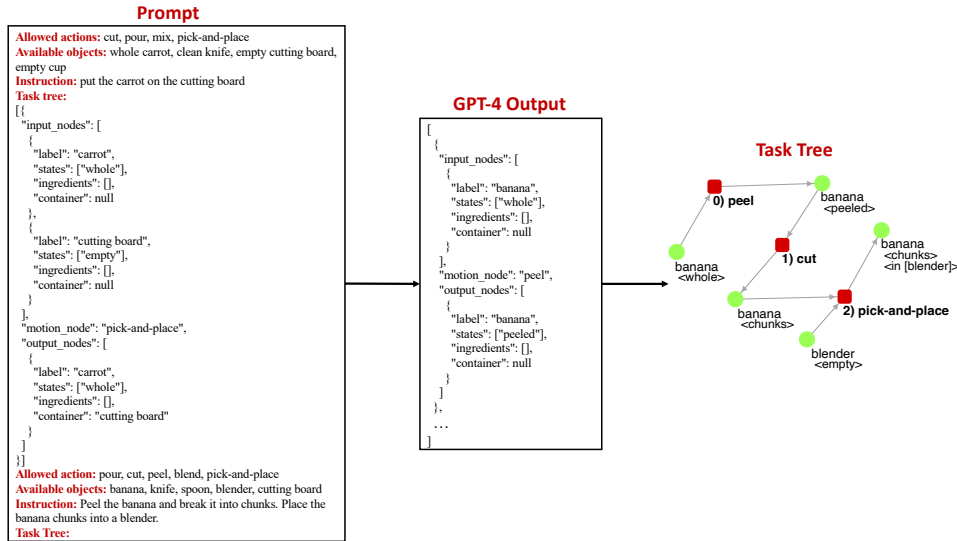 Prompt
Allowed actions: cut, pour, mix, pick-and-place
Available objects: whole carrot, clean knife, empty cutting board,
empty cup
Instruction: put the carrot on the cutting board
Task tree:
[{
"input_nodes": [
{
"label": "carrot",
"states": ["whole"],
"ingredients": [],
"container": null
},
{
"label": "cutting board",
"states": ["empty"],
"ingredients": [],
"container": null
}
],
"motion_node": "pick-and-place",
"output_nodes": [
{
"label": "carrot",
"states": ["whole"],
"ingredients": [],
"container": "cutting board"
}
]
}]
Allowed action: pour, cut, peel, blend, pick-and-place
Available objects: banana, knife, spoon, blender, cutting board
Instruction: Peel the banana and break it into chunks. Place the
banana chunks into a blender.
Task Tree:
GPT-4 Output
[
{
"input_nodes": [
{
"label": "banana",
"states": ["whole"],
"ingredients": [],
"container": null
}
],
"motion_node": "peel",
"output_nodes": [
{
"label": "banana",
"states": ["peeled"],
"ingredients": [],
"container": null
}
]
},
...
]
Task Tree
0) peel
banana
<peeled>
1) cut
banana
<whole>
banana
<chunks>
<in [blender]>
banana
<chunks>
2) pick-and-place
blender
<empty>